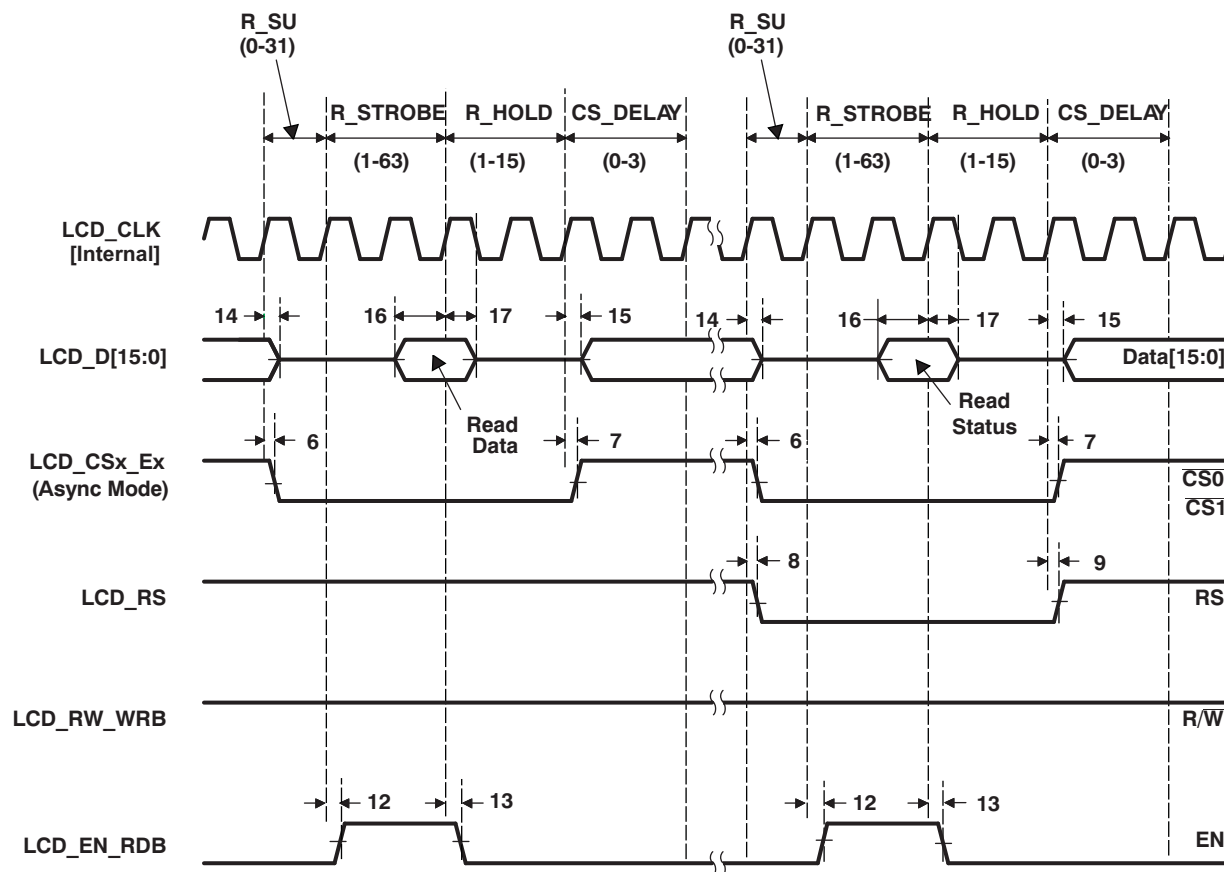 R_SU
(0-31)
R_SU
(0-31)
R_STROBE R_HOLD CS_DELAY R_STROBE R_HOLD CS_DELAY
(1-63) (1-15) (0-3) (1-63) (1-15) (0-3)
LCD_CLK
[Internal]
14 16 17 15 14 16 17 15
LCD_D[15:0] Data[15:0]
Read
Data
Read
Status
6 7 6 7
LCD_CSx_Ex
(Async Mode)
CS0
CS1
8 9
LCD_RS RS
LCD_RW_WRB R/W
12 13 12 13
LCD_EN_RDB EN